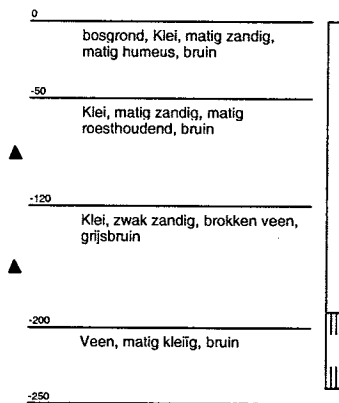 0
bosgrond, Klei, matig zandig,
matig humeus, bruin
-50
Klei, matig zandig, matig
roesthoudend, bruin
-120
Klei, zwak zandig, brokken veen,
grijsbruin
-200
Veen, matig kleiïg, bruin
-250